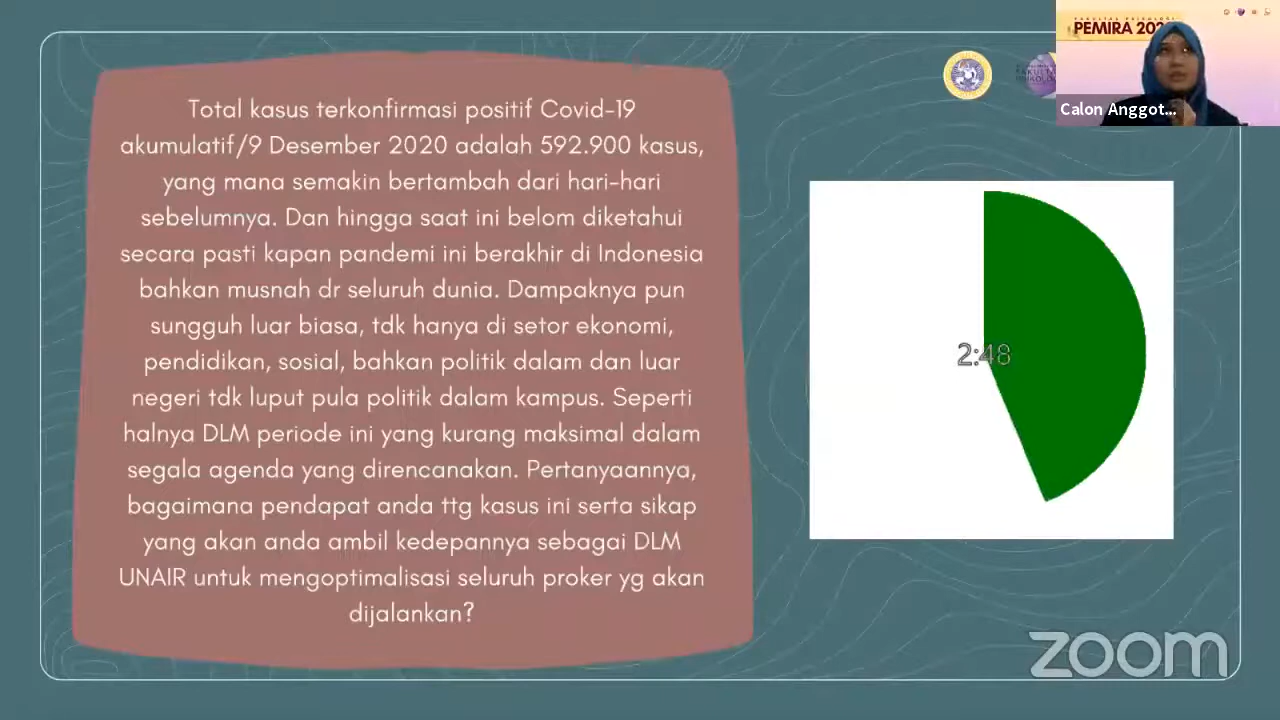 Total kasus terkonfirmasi positif Covid-19
akumulatif/9 Desember 2020 adalah 592.900 kasus,
yang mana semakin bertambah dari hari-hari
sebelumnya. Dan hingga saat ini belom diketahui
secara pasti kapan pandemi ini berakhir di Indonesia
bahkan musnah dr seluruh dunia. Dampaknya pun
sungguh luar biasa, tdk hanya di setor ekonomi,
pendidikan, sosial, bahkan politik dalam dan luar
negeri tdk luput pula politik dalam kampus. Seperti
halnya DLM periode ini yang kurang maksimal dalam
segala agenda yang direncanakan. Pertanyaannya,
bagaimana pendapat anda ttg kasus ini serta sikap
yang akan anda ambil kedepannya sebagai DLM
UNAIR untuk mengoptimalisasi seluruh proker yg akan
dijalankan?
PEMIRA
Calon Anggot...
2:48
zoom